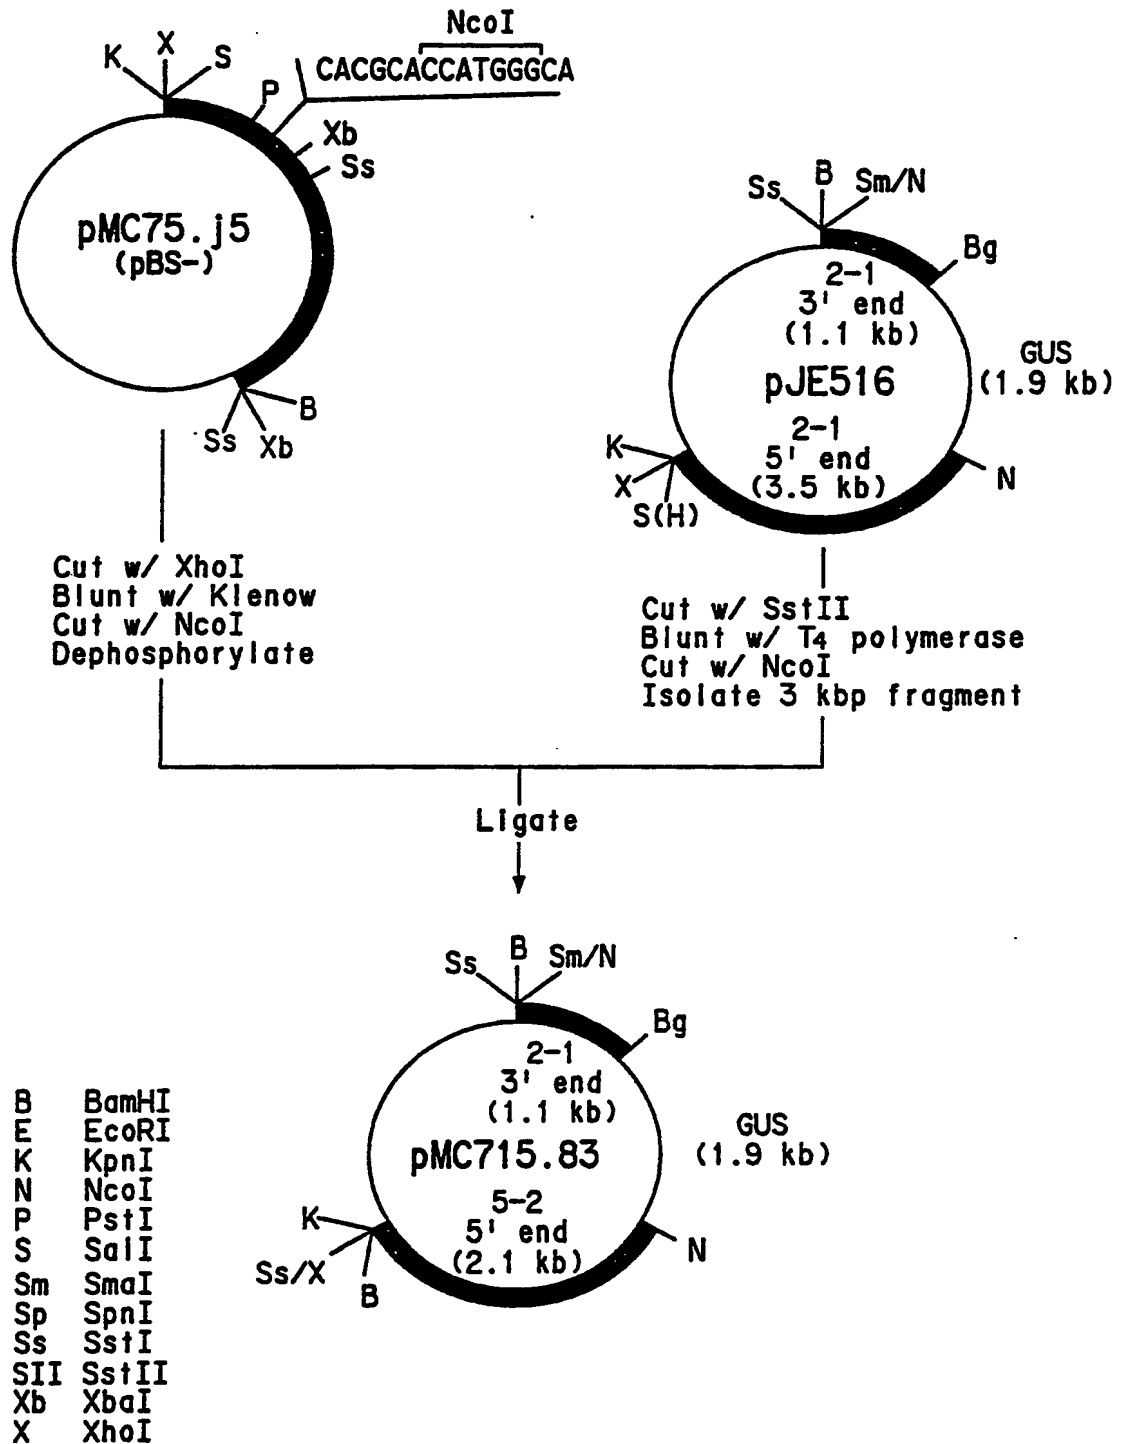 NcoI
CACGCACCATGGGCA
K
X
S
P
Xb
Ss
pMC75.j5
(pBS-)
B
Ss
Xb
Ss
B
Sm/N
Bg
2-1
3' end
(1.1 kb)
GUS
(1.9 kb)
pJE516
2-1
5' end
(3.5 kb)
K
X
S(H)
N
Cut w/ XhoI
Blunt w/ Klenow
Cut w/ NcoI
Dephosphorylate
Cut w/ SstII
Blunt w/ T4 polymerase
Cut w/ NcoI
Isolate 3 kbp fragment
Ligate
Ss
B
Sm/N
Bg
2-1
3' end
(1.1 kb)
GUS
(1.9 kb)
pMC715.83
5-2
5' end
(2.1 kb)
K
Ss/X
B
N
B BamHI
E EcoRI
K KpnI
N NcoI
P PstI
S SalI
Sm SmaI
Sp SpnI
Ss SstI
SII SstII
Xb XbaI
X XhoI